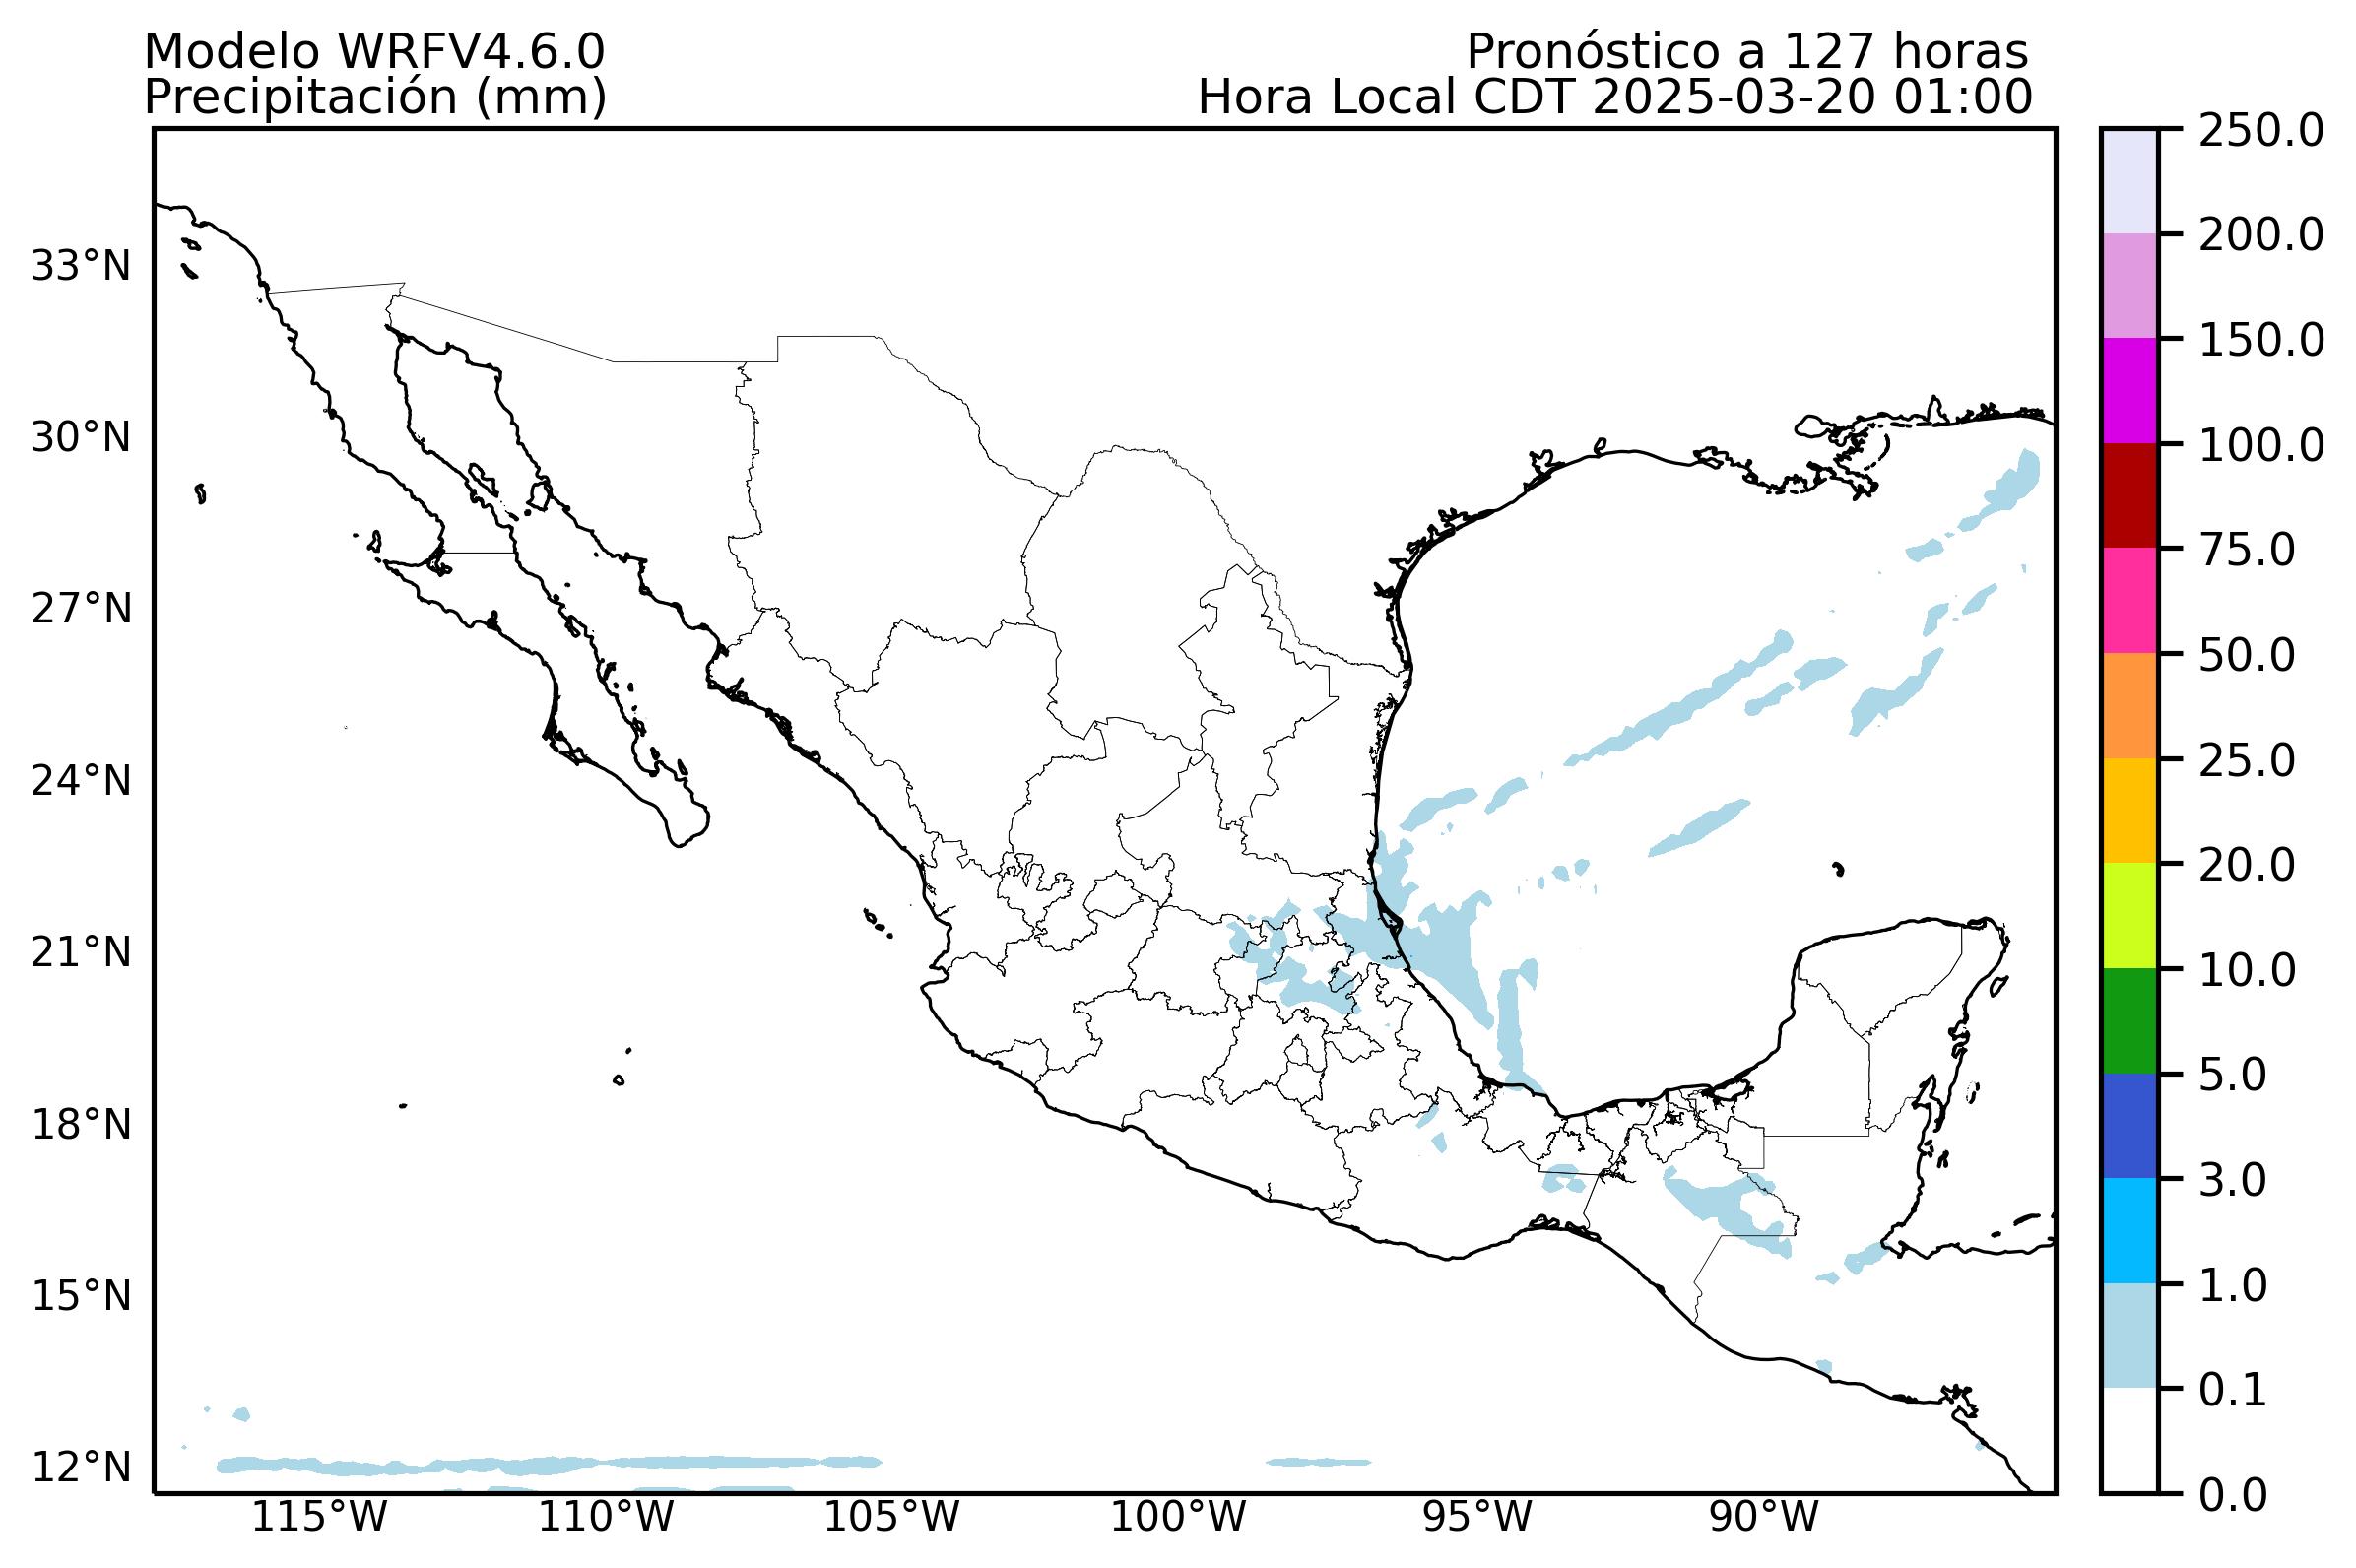 Modelo WRFV4.6.0
Precipitación (mm)
Pronóstico a 127 horas
Hora Local CDT 2025-03-20 01:00
33°N
30°N
27°N
24°N
21°N
18°N
15°N
12°N
115°W
110°W
105°W
100°W
95°W
90°W
250.0
200.0
150.0
100.0
75.0
50.0
25.0
20.0
10.0
5.0
3.0
1.0
0.1
0.0